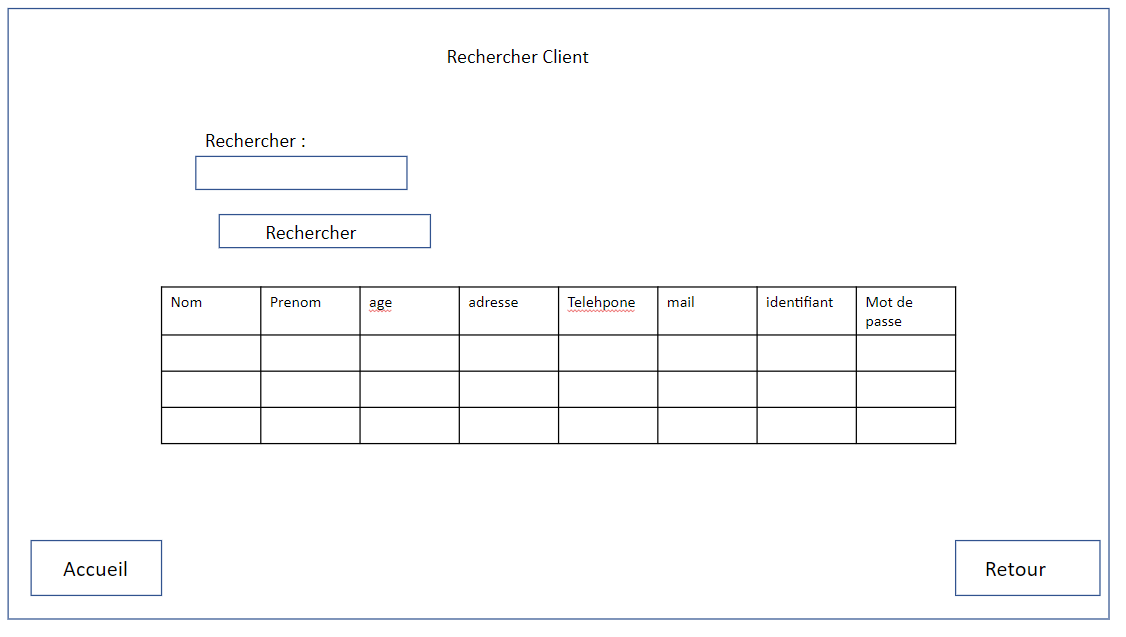 Rechercher Client
Rechercher :
Rechercher
Nom Prenom age adresse Telehpone mail identifiant Mot de
passe
Accueil Retour